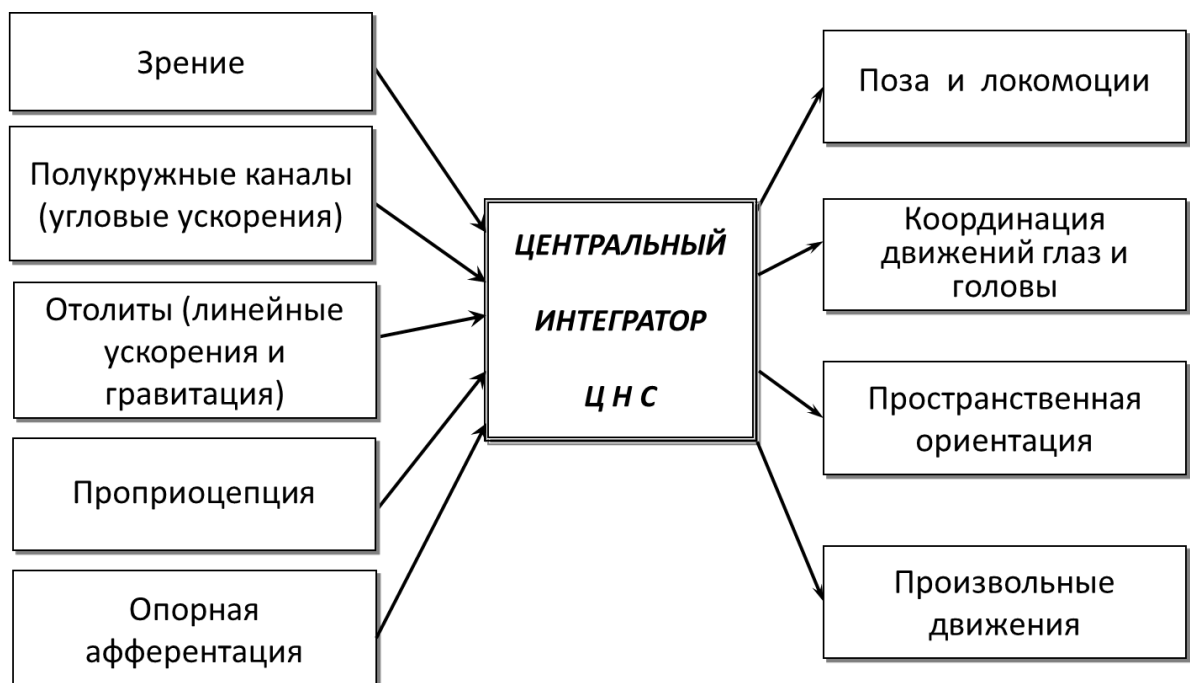 Зрение
Полукружные каналы
(угловые ускорения)
Отолиты (линейные
ускорения и
гравитация)
Проприоцепция
Опорная
афферентация
ЦЕНТРАЛЬНЫЙ
ИНТЕГРАТОР
Ц Н С
Поза и локомоции
Координация
движений глаз и
головы
Пространственная
ориентация
Произвольные
движения